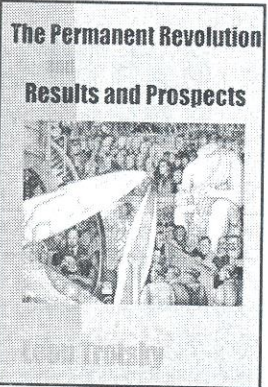 The Permanent Revolution
Results and Prospects
Leon Trotsky